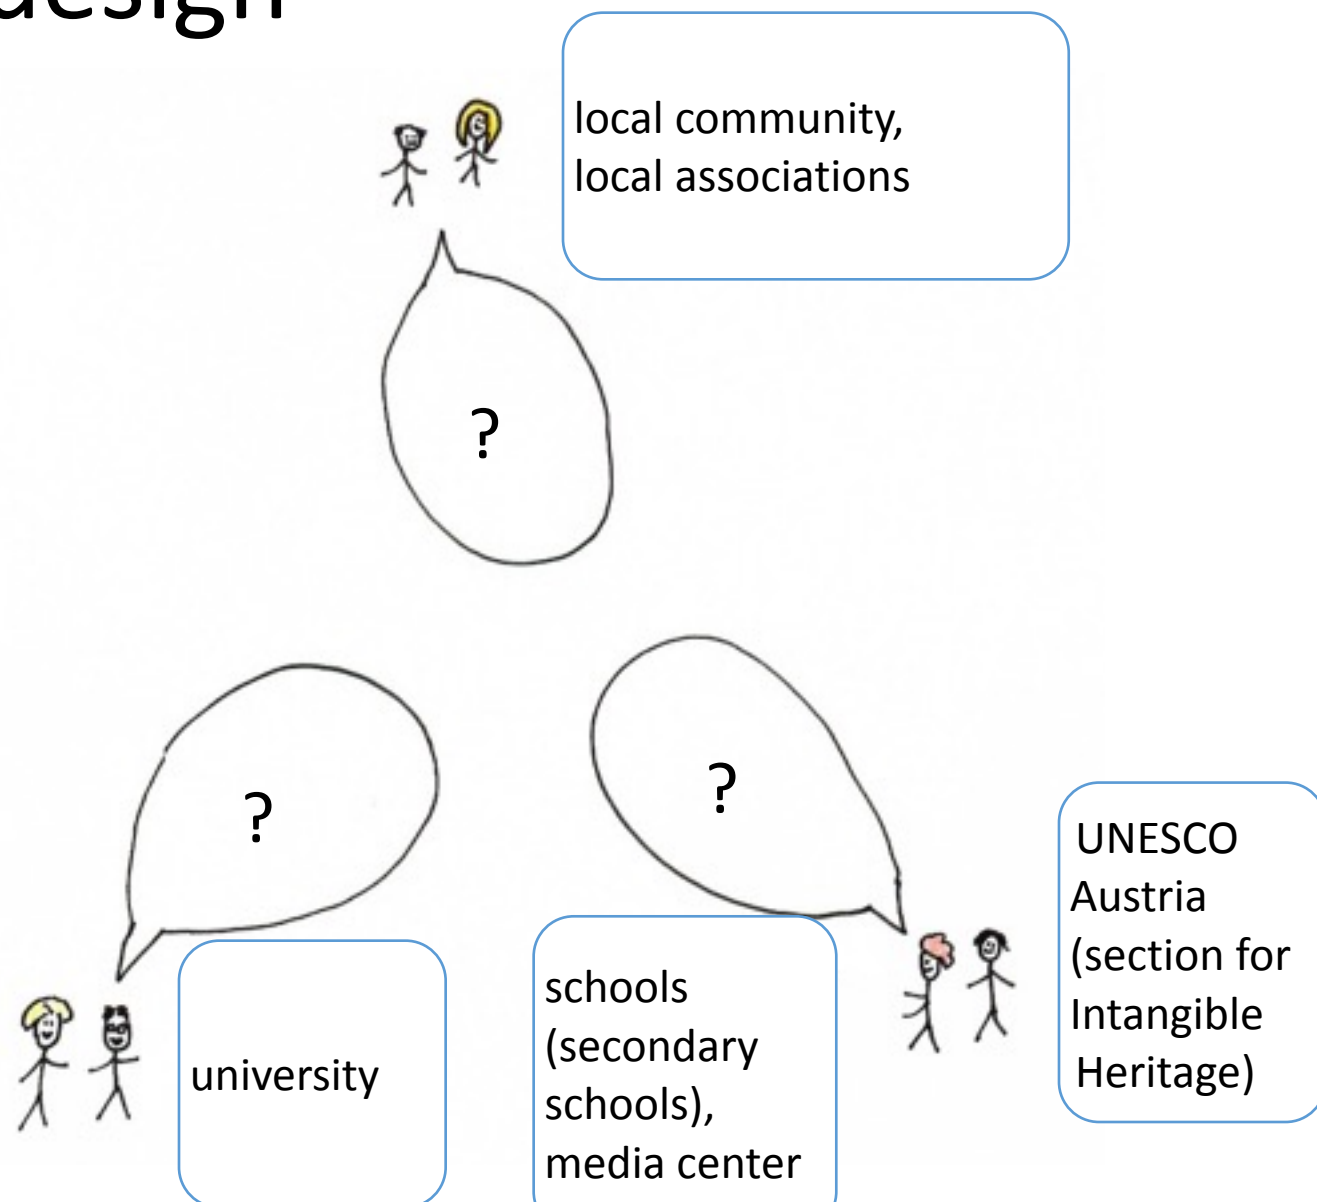 design
local community,
local associations
?
?
?
university
schools
(secondary
schools),
media center
UNESCO
Austria
(section for
Intangible
Heritage)